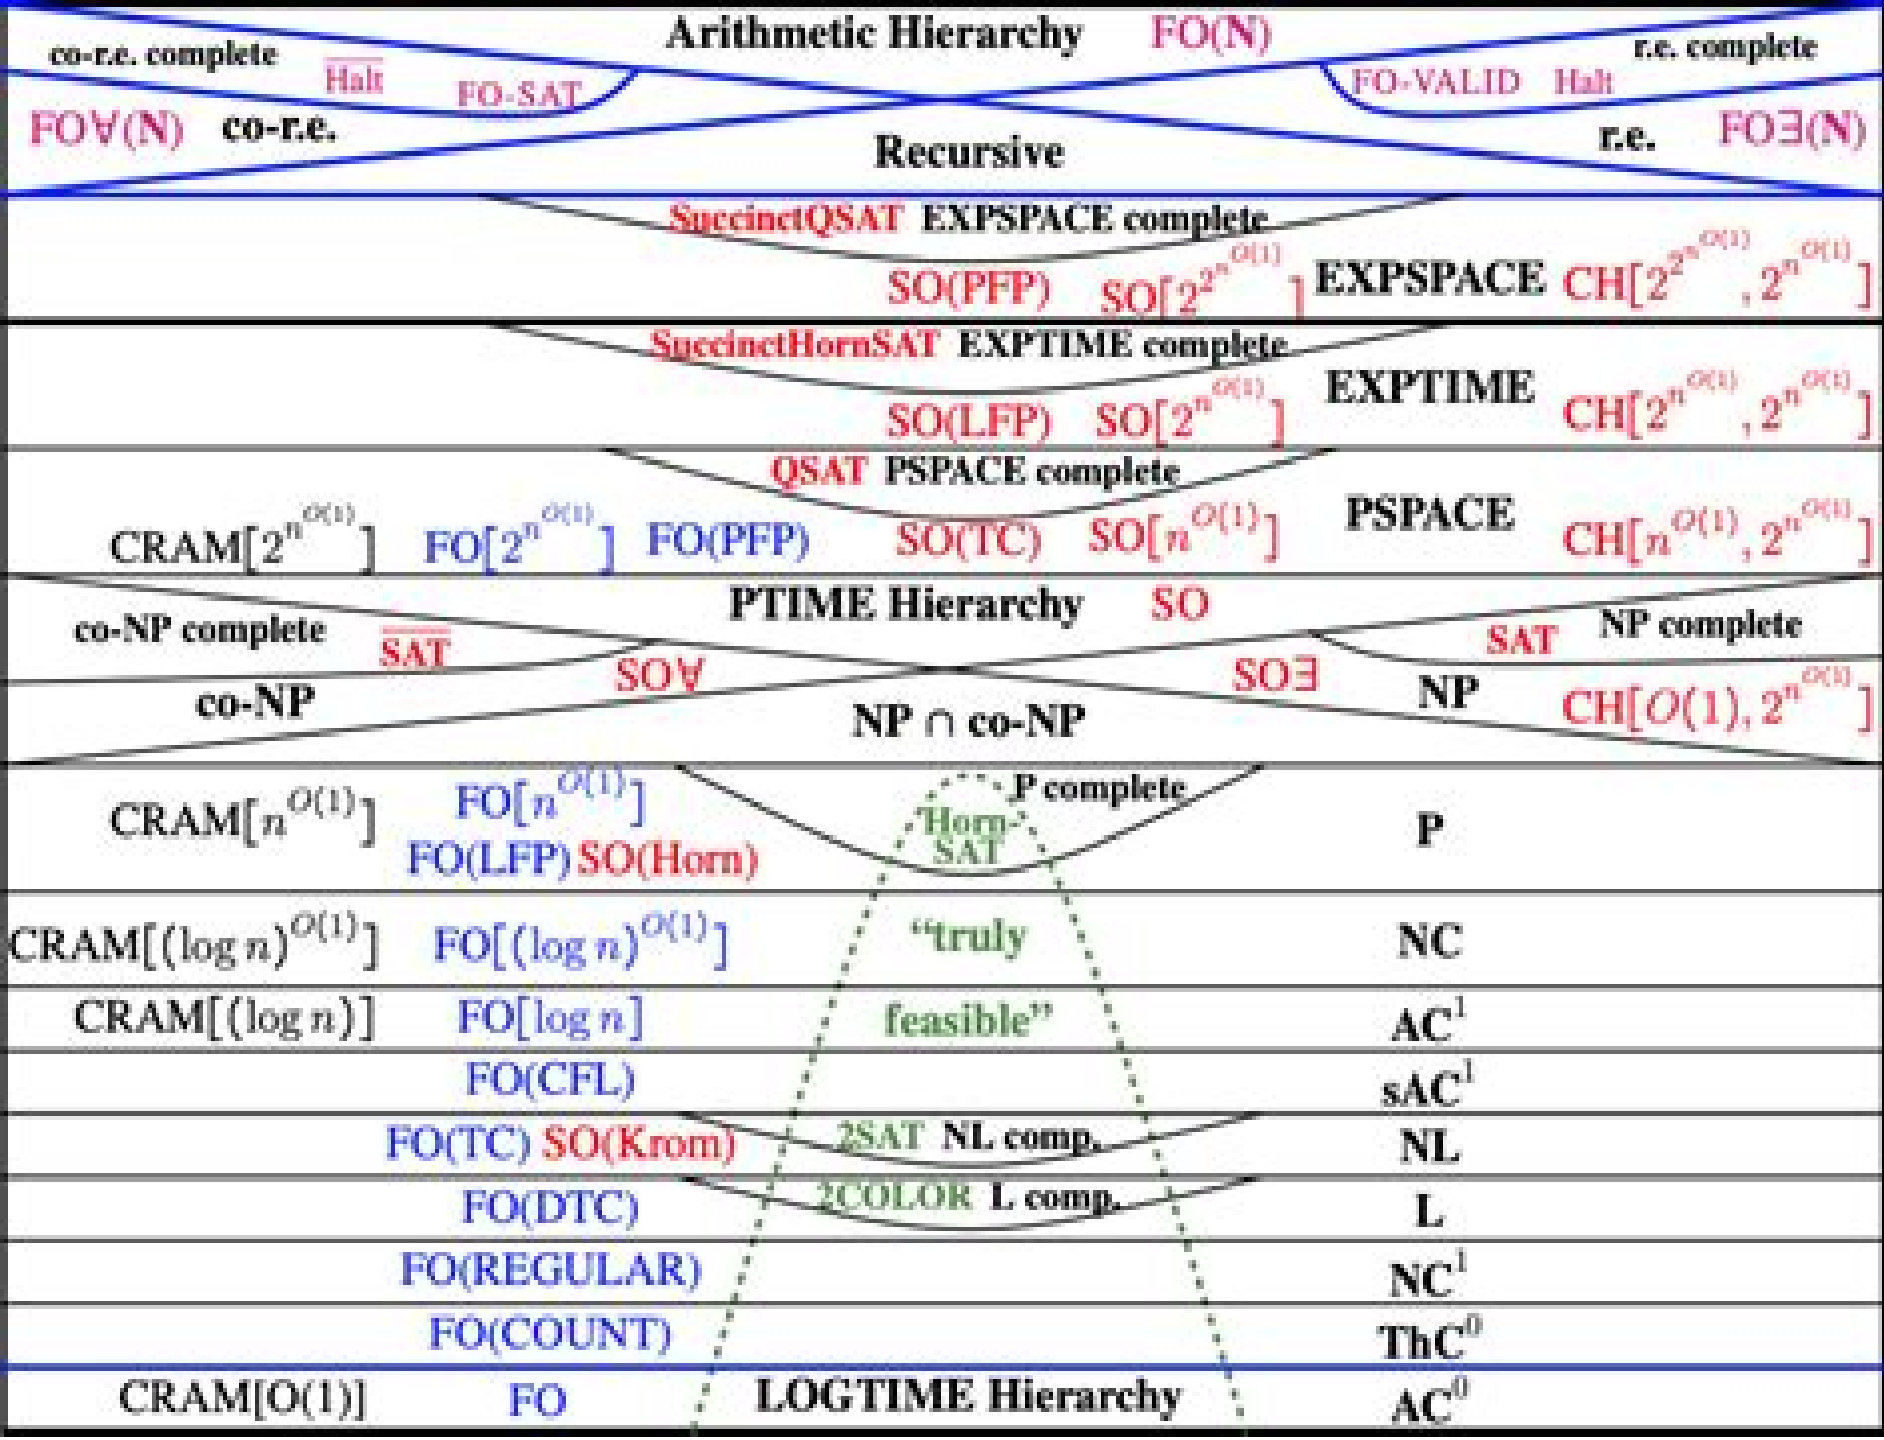 Arithmetic Hierarchy FO(N)
co-r.e. complete r.e. complete
H̅a̅l̅t̅ FO-SAT FO-VALID Halt
FO∀(N) co-r.e. r.e. FO∃(N)
Recursive
SuccinctQSAT EXPSPACE complete
SO(PFP) SO[2^{2^{n^{O(1)}}}] EXPSPACE CH[2^{2^{n^{O(1)}}}, 2^{n^{O(1)}}]
SuccinctHornSAT EXPTIME complete
SO(LFP) SO[2^{n^{O(1)}}] EXPTIME CH[2^{n^{O(1)}}, 2^{n^{O(1)}}]
QSAT PSPACE complete
CRAM[2^{n^{O(1)}}] FO[2^{n^{O(1)}}] FO(PFP) SO(TC) SO[n^{O(1)}] PSPACE CH[n^{O(1)}, 2^{n^{O(1)}}]
PTIME Hierarchy SO
co-NP complete S̅A̅T̅ SAT NP complete
SO∀ SO∃
co-NP NP CH[O(1), 2^{n^{O(1)}}]
NP ∩ co-NP
P complete
CRAM[n^{O(1)}] FO[n^{O(1)}] Horn- P
FO(LFP) SO(Horn) SAT
CRAM[(log n)^{O(1)}] FO[(log n)^{O(1)}] “truly NC
CRAM[(log n)] FO[log n] feasible” AC^1
FO(CFL) sAC^1
FO(TC) SO(Krom) 2SAT NL comp. NL
FO(DTC) 2COLOR L comp. L
FO(REGULAR) NC^1
FO(COUNT) ThC^0
CRAM[O(1)] FO LOGTIME Hierarchy AC^0